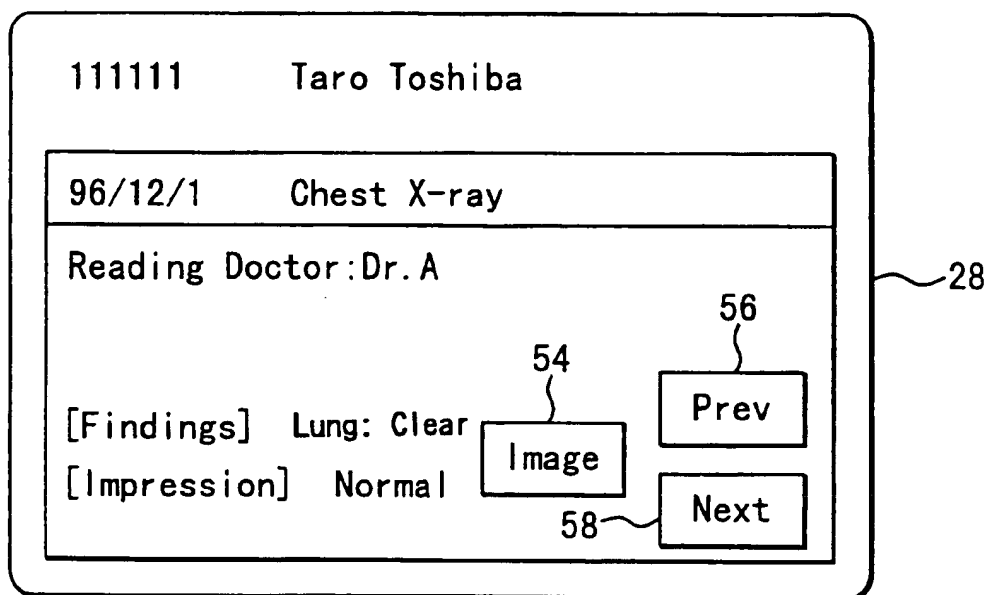 111111 Taro Toshiba
96/12/1 Chest X-ray
Reading Doctor:Dr. A
28
56
54
Prev
[Findings] Lung: Clear
Image
[Impression] Normal
58
Next